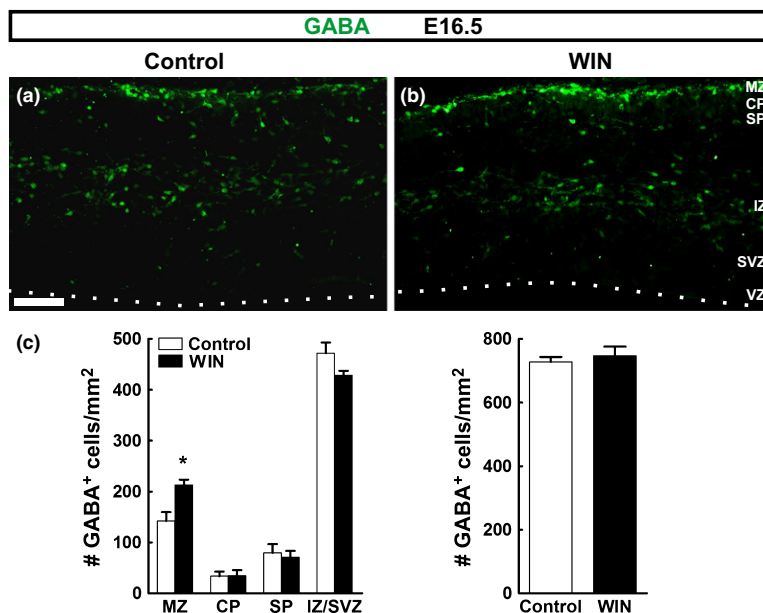 GABA E16.5
Control WIN
(a) (b) MZ
CP
SP
IZ
SVZ
VZ
(c)
# GABA+ cells/mm2
500
400
300
200
100
0
Control
WIN
*
MZ CP SP IZ/SVZ
# GABA+ cells/mm2
800
600
400
200
0
Control WIN